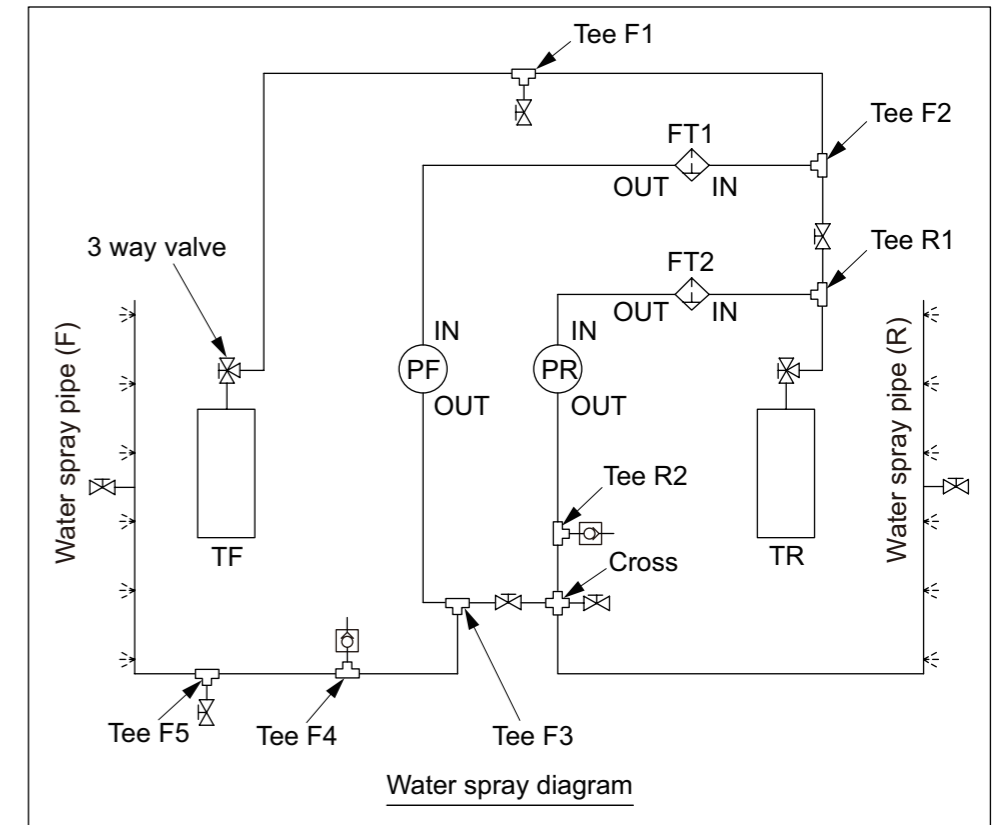 Tee F1
Tee F2
FT1
OUT
IN
3 way valve
Tee R1
FT2
OUT
IN
Water spray pipe (F)
Water spray pipe (R)
IN
IN
PF
PR
OUT
OUT
Tee R2
TF
TR
Cross
Tee F5
Tee F4
Tee F3
Water spray diagram